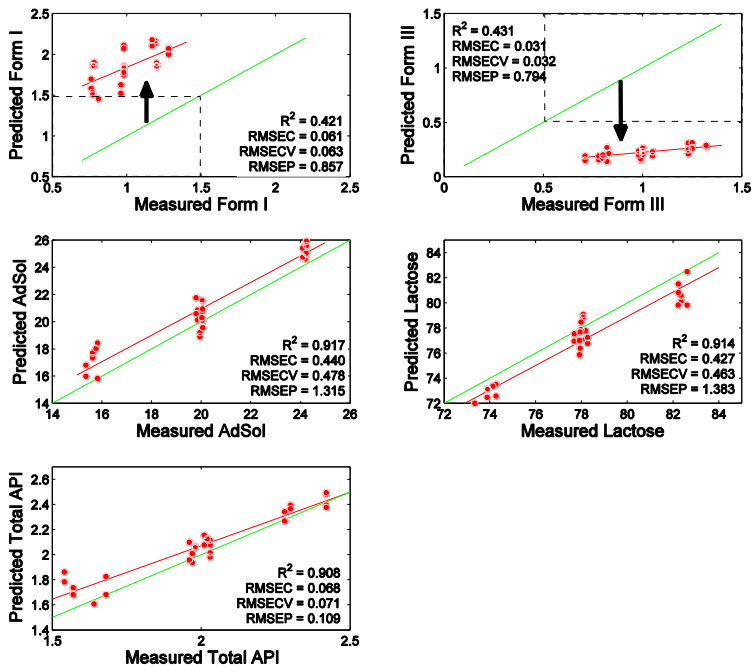 Predicted Form I
2
1.5
1
0.5
0.5
1
1.5
2
2.5
Measured Form I
R² = 0.421
RMSEC = 0.061
RMSECV = 0.063
RMSEP = 0.857
Predicted Form III
1.5
1
0.5
0
0
0.5
1
1.5
Measured Form III
R² = 0.431
RMSEC = 0.031
RMSECV = 0.032
RMSEP = 0.794
Predicted AdSol
26
24
22
20
18
16
14
14
16
18
20
22
24
26
Measured AdSol
R² = 0.917
RMSEC = 0.440
RMSECV = 0.478
RMSEP = 1.315
Predicted Lactose
84
82
80
78
76
74
72
72
74
76
78
80
82
84
Measured Lactose
R² = 0.914
RMSEC = 0.427
RMSECV = 0.463
RMSEP = 1.383
Predicted Total API
2.6
2.4
2.2
2
1.8
1.6
1.4
1.5
2
2.5
Measured Total API
R² = 0.908
RMSEC = 0.068
RMSECV = 0.071
RMSEP = 0.109